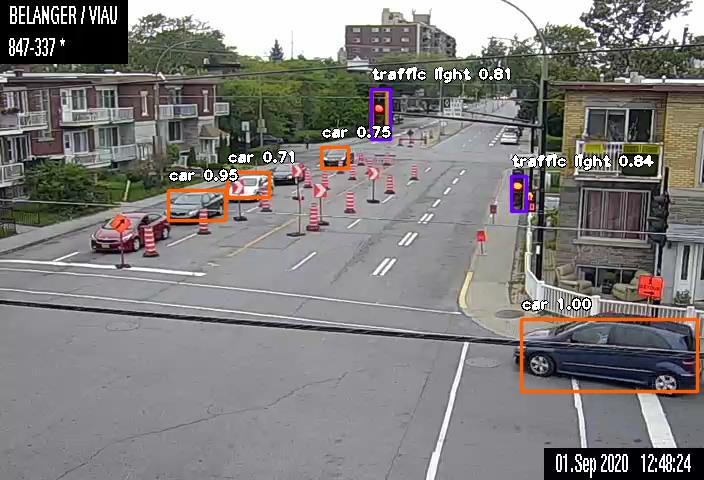 BELANGER / VIAU
847-337 *
traffic light 0.81
car 0.75
car 0.71
traffic light 0.84
car 0.95
car 1.00
01.Sep 2020 12:48:24